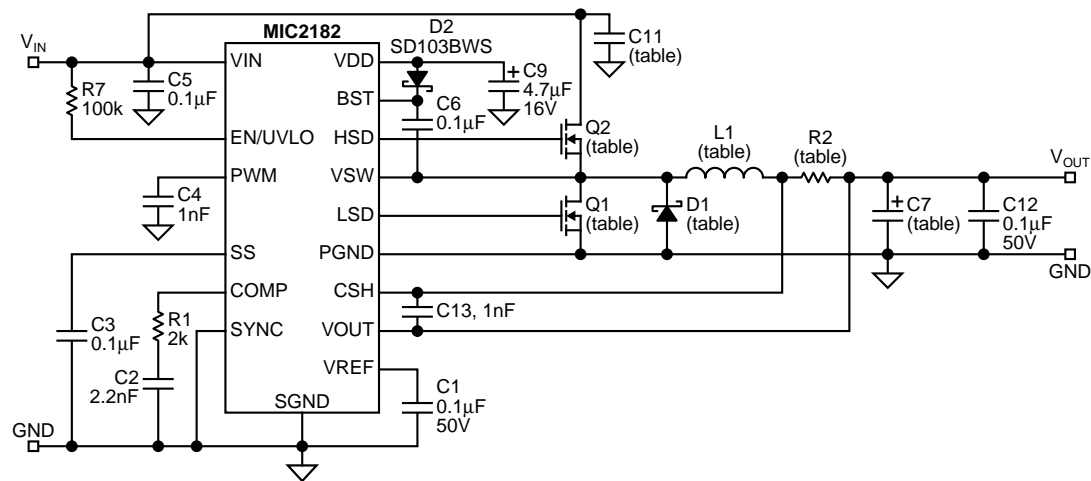 MIC2182
V_IN
R7
100k
C5
0.1µF
VIN
EN/UVLO
PWM
SS
COMP
SYNC
SGND
VDD
BST
HSD
VSW
LSD
PGND
CSH
VOUT
VREF
D2
SD103BWS
C9
4.7µF
16V
C6
0.1µF
C11
(table)
Q2
(table)
Q1
(table)
L1
(table)
R2
(table)
D1
(table)
C7
(table)
C12
0.1µF
50V
V_OUT
GND
C4
1nF
C13, 1nF
C3
0.1µF
R1
2k
C2
2.2nF
C1
0.1µF
50V
GND